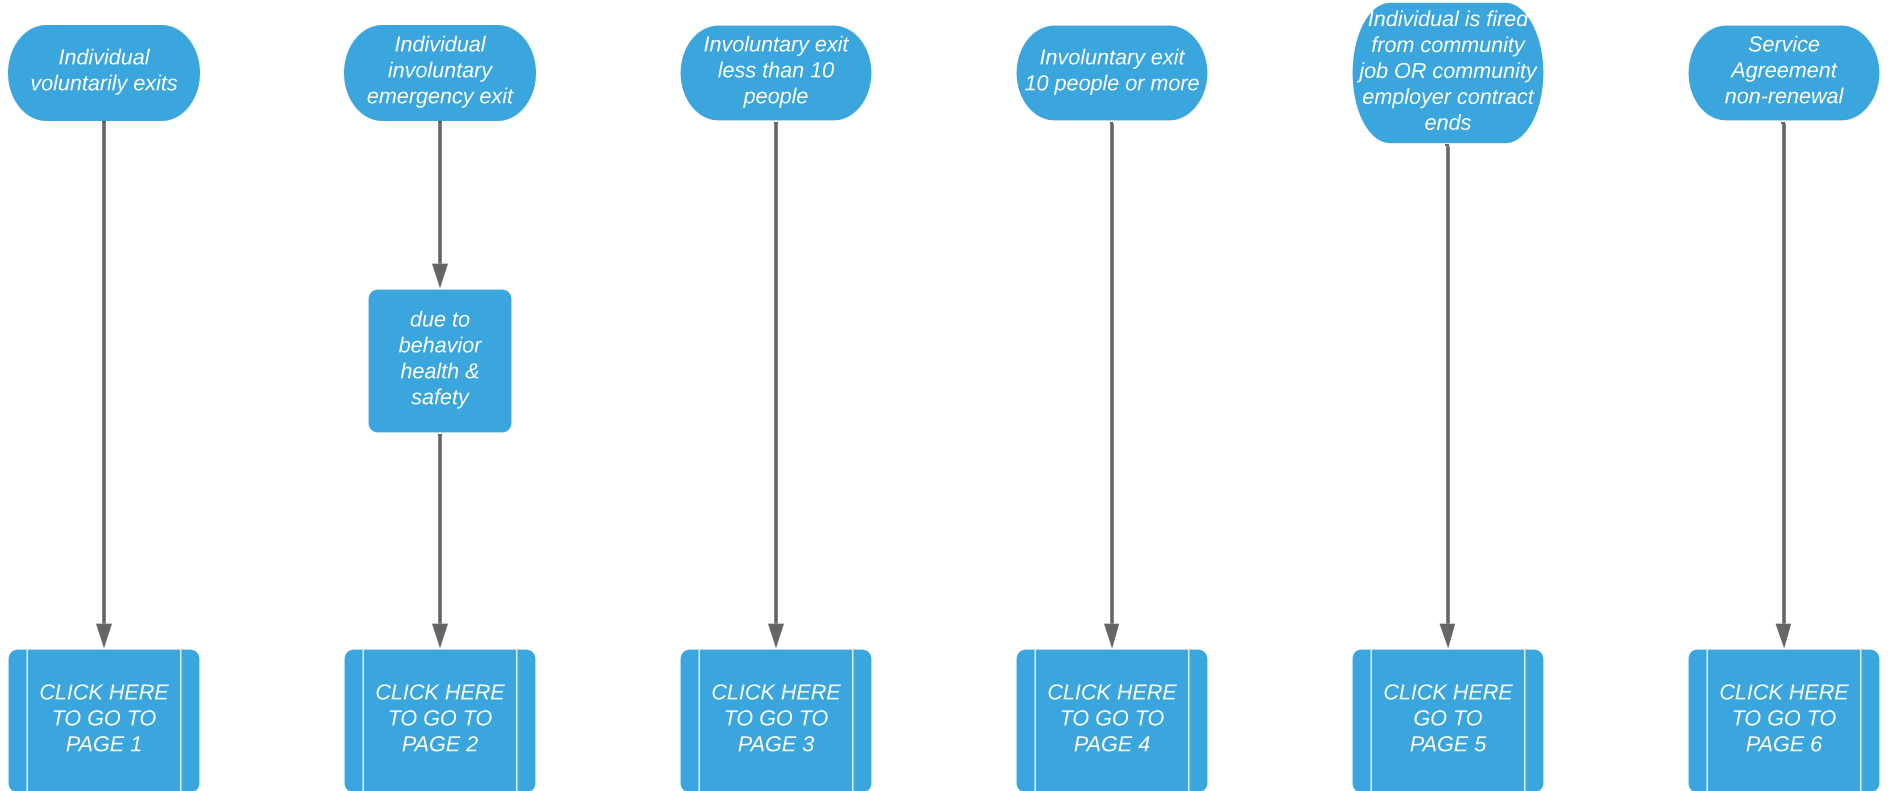 Individual
voluntarily exits
Individual
involuntary
emergency exit
Involuntary exit
less than 10
people
Involuntary exit
10 people or more
Individual is fired
from community
job OR community
employer contract
ends
Service
Agreement
non-renewal
due to
behavior
health &
safety
CLICK HERE
TO GO TO
PAGE 1
CLICK HERE
TO GO TO
PAGE 2
CLICK HERE
TO GO TO
PAGE 3
CLICK HERE
TO GO TO
PAGE 4
CLICK HERE
GO TO
PAGE 5
CLICK HERE
TO GO TO
PAGE 6